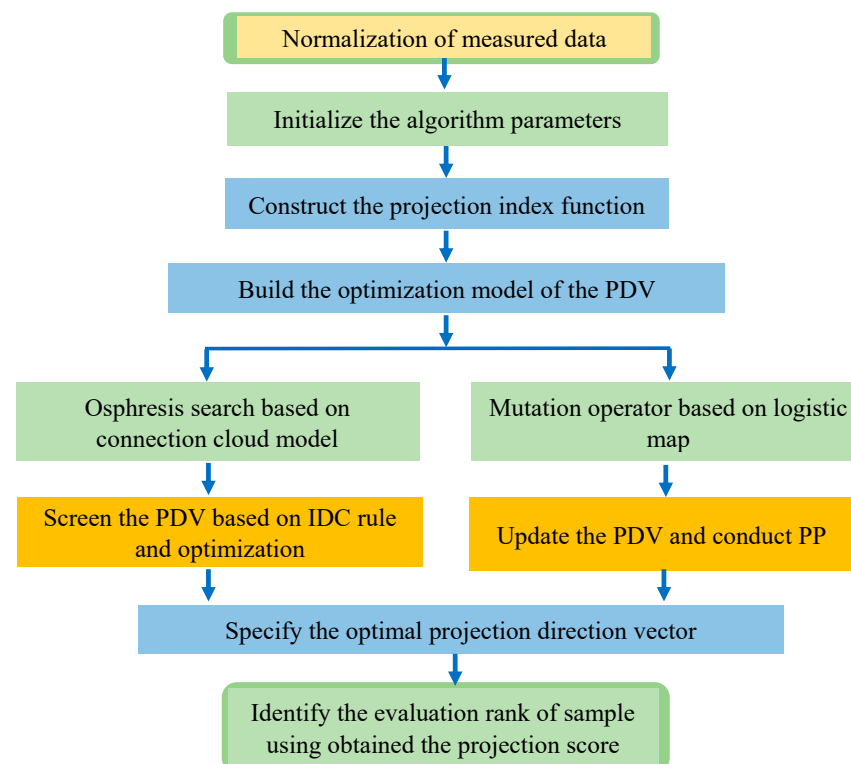 Normalization of measured data
Initialize the algorithm parameters
Construct the projection index function
Build the optimization model of the PDV
Osphresis search based on
connection cloud model
Mutation operator based on logistic
map
Screen the PDV based on IDC rule
and optimization
Update the PDV and conduct PP
Specify the optimal projection direction vector
Identify the evaluation rank of sample
using obtained the projection score